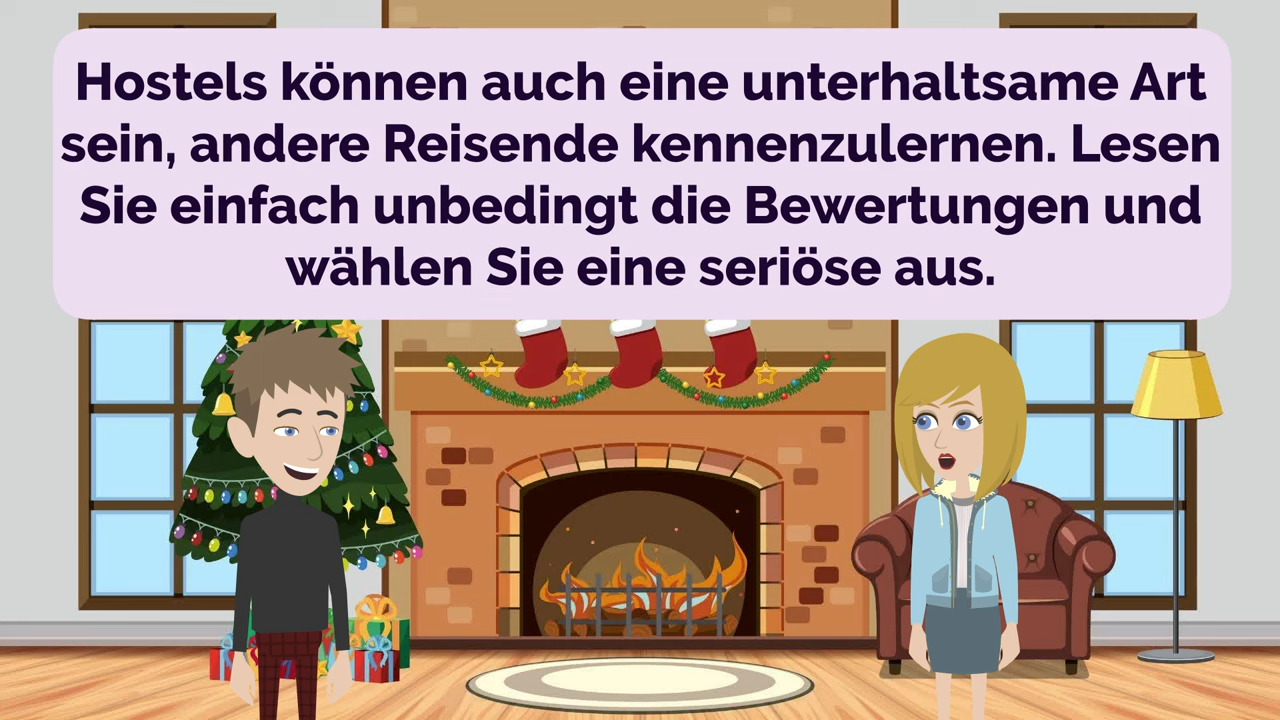 Hostels können auch eine unterhaltsame Art
sein, andere Reisende kennenzulernen. Lesen
Sie einfach unbedingt die Bewertungen und
wählen Sie eine seriöse aus.